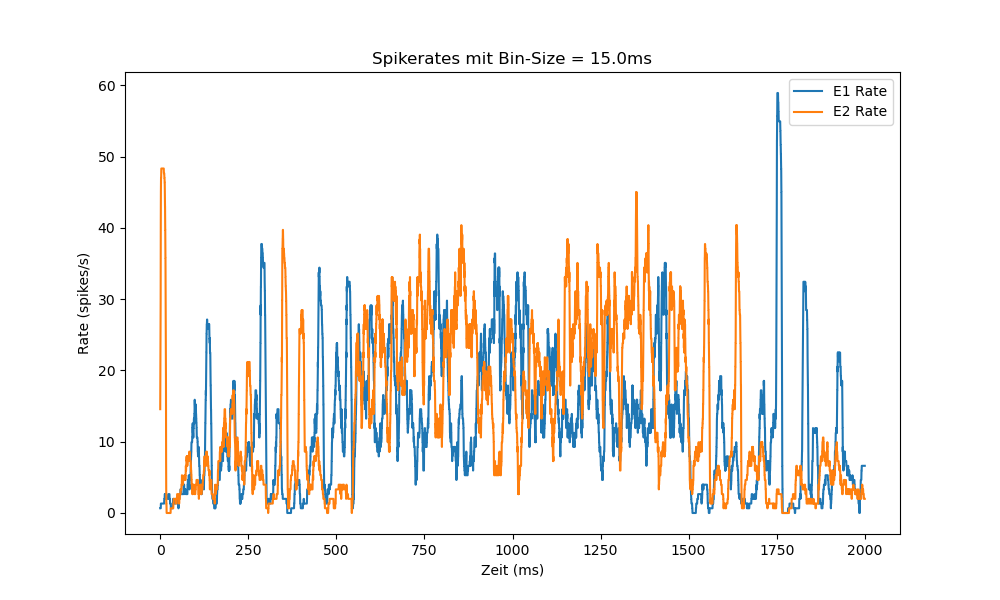 Spikerates mit Bin-Size = 15.0ms
E1 Rate
E2 Rate
Rate (spikes/s)
60
50
40
30
20
10
0
0 250 500 750 1000 1250 1500 1750 2000
Zeit (ms)